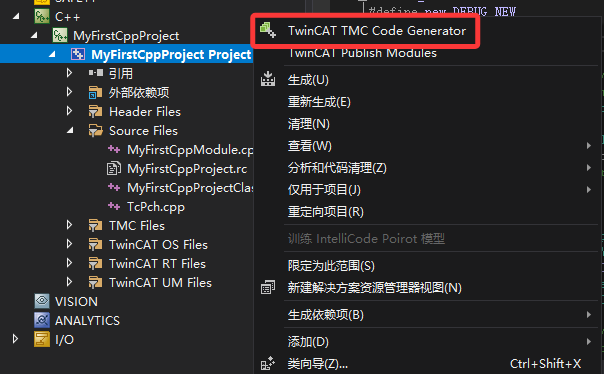 SAFETY
C++
MyFirstCppProject
MyFirstCppProject Project
引用
外部依赖项
Header Files
Source Files
MyFirstCppModule.cp
MyFirstCppProject.rc
MyFirstCppProjectClas
TcPch.cpp
TMC Files
TwinCAT OS Files
TwinCAT RT Files
TwinCAT UM Files
VISION
ANALYTICS
I/O
#define new DEBUG_NEW
TwinCAT TMC Code Generator
TwinCAT Publish Modules
生成(U)
重新生成(E)
清理(N)
查看(W)
分析和代码清理(Z)
仅用于项目(J)
重定向项目(R)
训练 IntelliCode Poirot 模型
限定为此范围(S)
新建解决方案资源管理器视图(N)
生成依赖项(B)
添加(D)
类向导(Z)... Ctrl+Shift+X